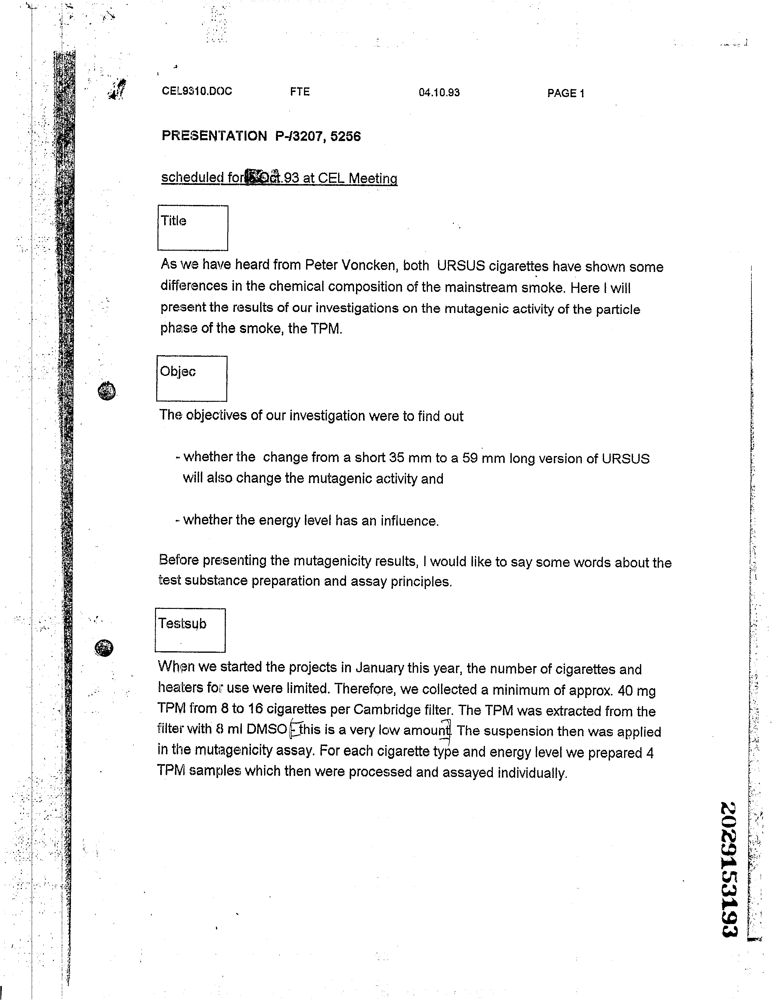 CEL9310.DOC FTE 04.10.93 PAGE 1
PRESENTATION P-/3207, 5256
scheduled for Oct.93 at CEL Meeting
Title
As we have heard from Peter Voncken, both URSUS cigarettes have shown some
differences in the chemical composition of the mainstream smoke. Here I will
present the results of our investigations on the mutagenic activity of the particle
phase of the smoke, the TPM.
Objec
The objectives of our investigation were to find out
- whether the change from a short 35 mm to a 59 mm long version of URSUS
will also change the mutagenic activity and
- whether the energy level has an influence.
Before presenting the mutagenicity results, I would like to say some words about the
test substance preparation and assay principles.
Testsub
When we started the projects in January this year, the number of cigarettes and
heaters for use were limited. Therefore, we collected a minimum of approx. 40 mg
TPM from 8 to 16 cigarettes per Cambridge filter. The TPM was extracted from the
filter with 8 ml DMSO [- this is a very low amount]. The suspension then was applied
in the mutagenicity assay. For each cigarette type and energy level we prepared 4
TPM samples which then were processed and assayed individually.
2029153193